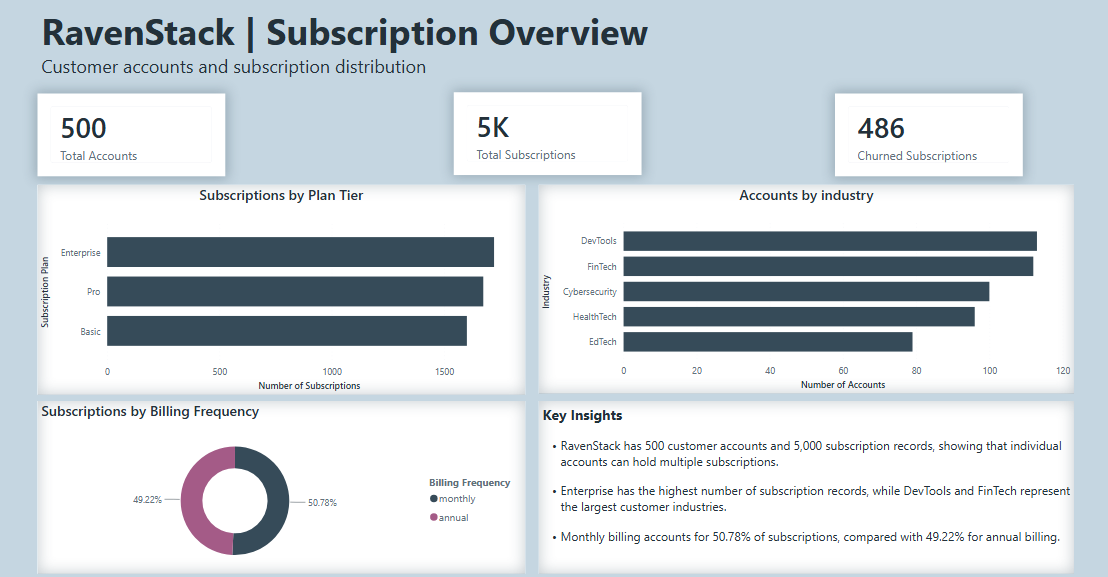 RavenStack | Subscription Overview
Customer accounts and subscription distribution
500
Total Accounts
5K
Total Subscriptions
486
Churned Subscriptions
Subscriptions by Plan Tier
Subscription Plan
Enterprise
Pro
Basic
0 500 1000 1500
Number of Subscriptions
Accounts by industry
Industry
DevTools
FinTech
Cybersecurity
HealthTech
EdTech
0 20 40 60 80 100 120
Number of Accounts
Subscriptions by Billing Frequency
49.22%
50.78%
Billing Frequency
monthly
annual
Key Insights
• RavenStack has 500 customer accounts and 5,000 subscription records, showing that individual
accounts can hold multiple subscriptions.
• Enterprise has the highest number of subscription records, while DevTools and FinTech represent
the largest customer industries.
• Monthly billing accounts for 50.78% of subscriptions, compared with 49.22% for annual billing.